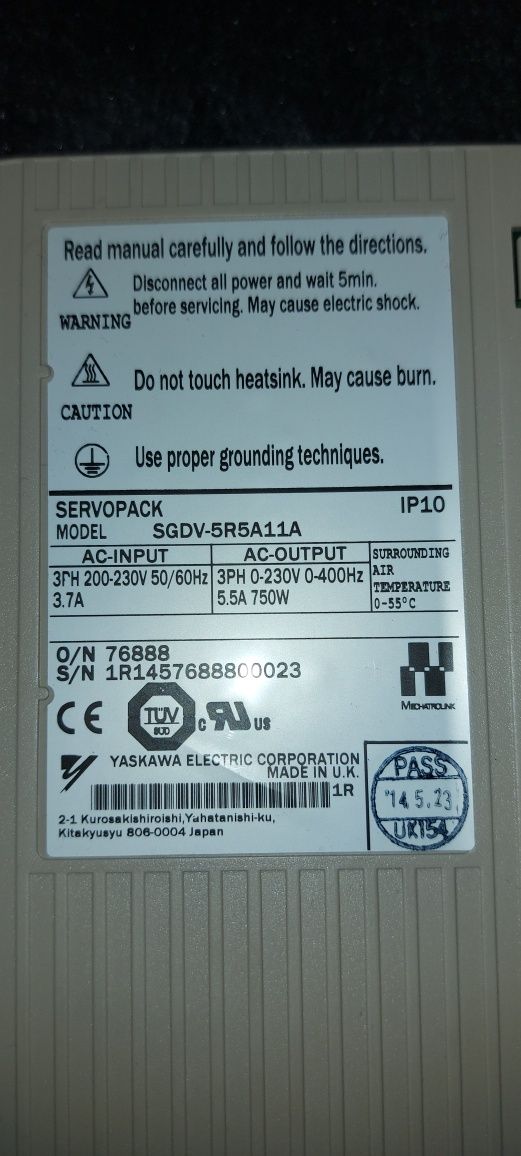 Read manual carefully and follow the directions.
Disconnect all power and wait 5min.
before servicing. May cause electric shock.
WARNING
Do not touch heatsink. May cause burn.
CAUTION
Use proper grounding techniques.
SERVOPACK IP10
MODEL SGDV-5R5A11A
AC-INPUT
3PH 200-230V 50/60Hz
3.7A
AC-OUTPUT
3PH 0-230V 0-400Hz
5.5A 750W
SURROUNDING
AIR
TEMPERATURE
0-55°C
O/N 76888
S/N 1R1457688800023
MECHATROLINK
CE
TÜV
SÜD
c RU US
YASKAWA ELECTRIC CORPORATION
MADE IN U.K.
1R
2-1 Kurosakishiroishi,Yahatanishi-ku,
Kitakyusyu 806-0004 Japan
PASS
'14.5.23
UK154